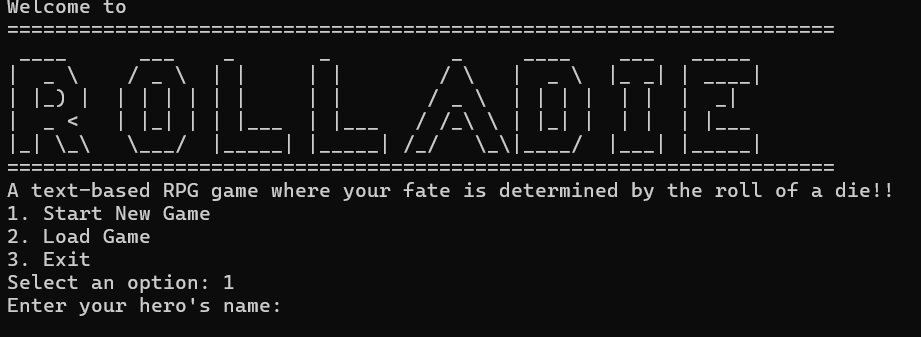 Welcome to
ROLLADIE
A text-based RPG game where your fate is determined by the roll of a die!!
1. Start New Game
2. Load Game
3. Exit
Select an option: 1
Enter your hero's name: